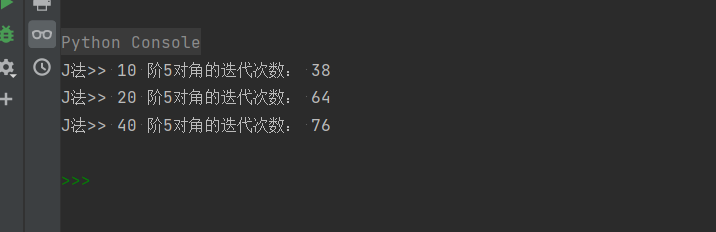 Python Console
J法>> 10 阶5对角的迭代次数： 38
J法>> 20 阶5对角的迭代次数： 64
J法>> 40 阶5对角的迭代次数： 76
>>>